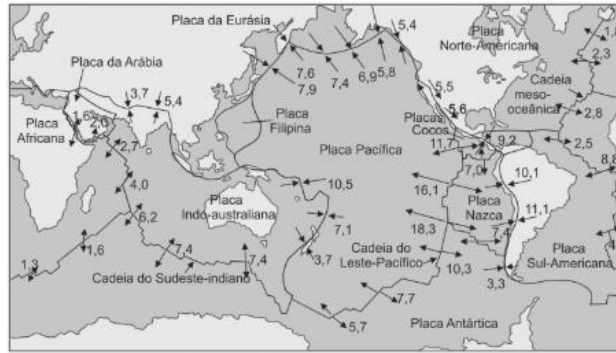 Placa da Eurásia
5,4
Placa
Norte-Americana
1,8
2,3
Placa da Arábia
3,7
5,4
7,6
7,9
7,4
6,9
5,8
5,5
5,6
Cadeia
meso-
oceânica
2,8
Placa
Africana
2,0
2,7
Placa
Filipina
Placa Pacífica
Placas
Cocos
11,7
9,2
2,5
7,0
8,8
4,0
10,5
16,1
10,1
Placa
Indo-australiana
Placa
Nazca
11,1
6,2
7,1
18,3
7,4
1,6
7,4
7,4
3,7
Cadeia do
Leste-Pacífico
10,3
Placa
Sul-Americana
1,3
Cadeia do Sudeste-indiano
3,3
7,7
5,7
Placa Antártica